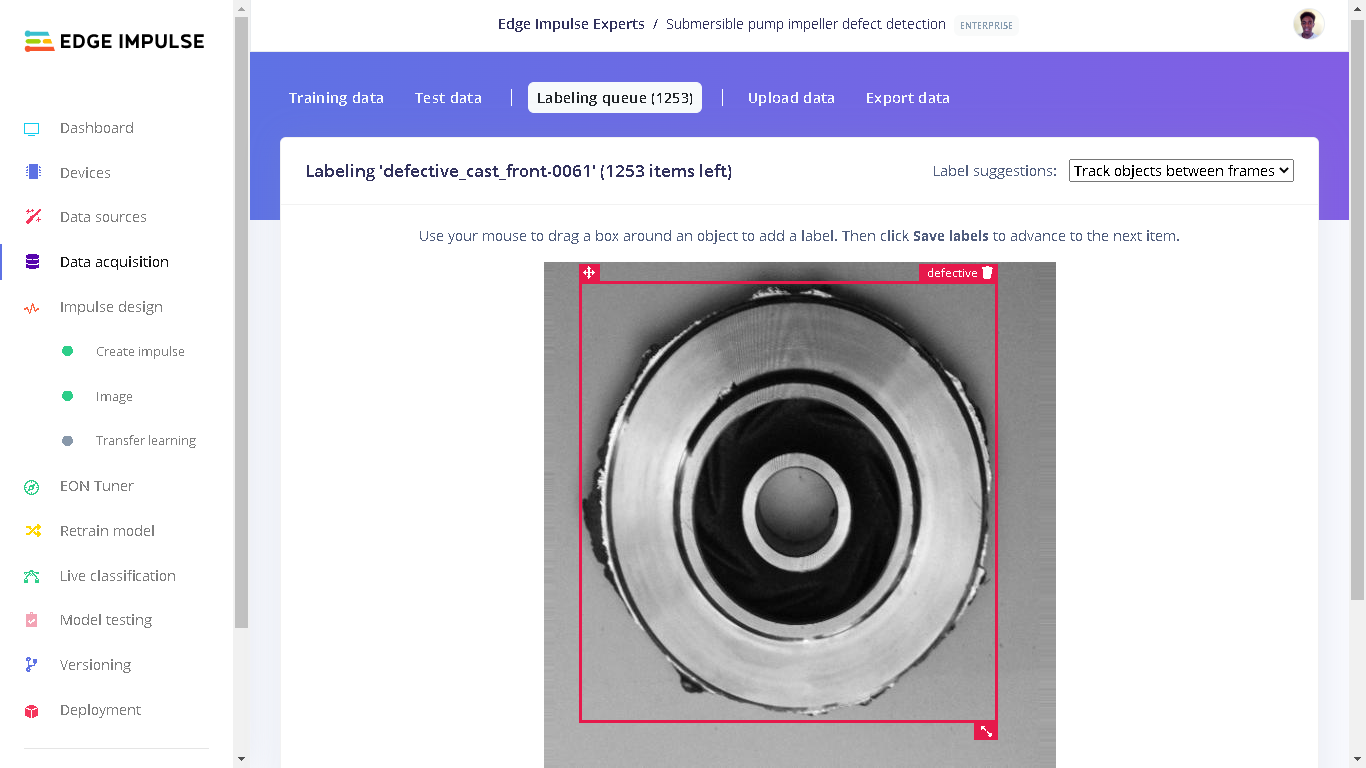 EDGE IMPULSE
Edge Impulse Experts / Submersible pump impeller defect detection ENTERPRISE
Training data
Test data
Labeling queue (1253)
Upload data
Export data
Dashboard
Devices
Data sources
Data acquisition
Impulse design
Create impulse
Image
Transfer learning
EON Tuner
Retrain model
Live classification
Model testing
Versioning
Deployment
Labeling 'defective_cast_front-0061' (1253 items left)
Label suggestions: Track objects between frames
Use your mouse to drag a box around an object to add a label. Then click Save labels to advance to the next item.
defective